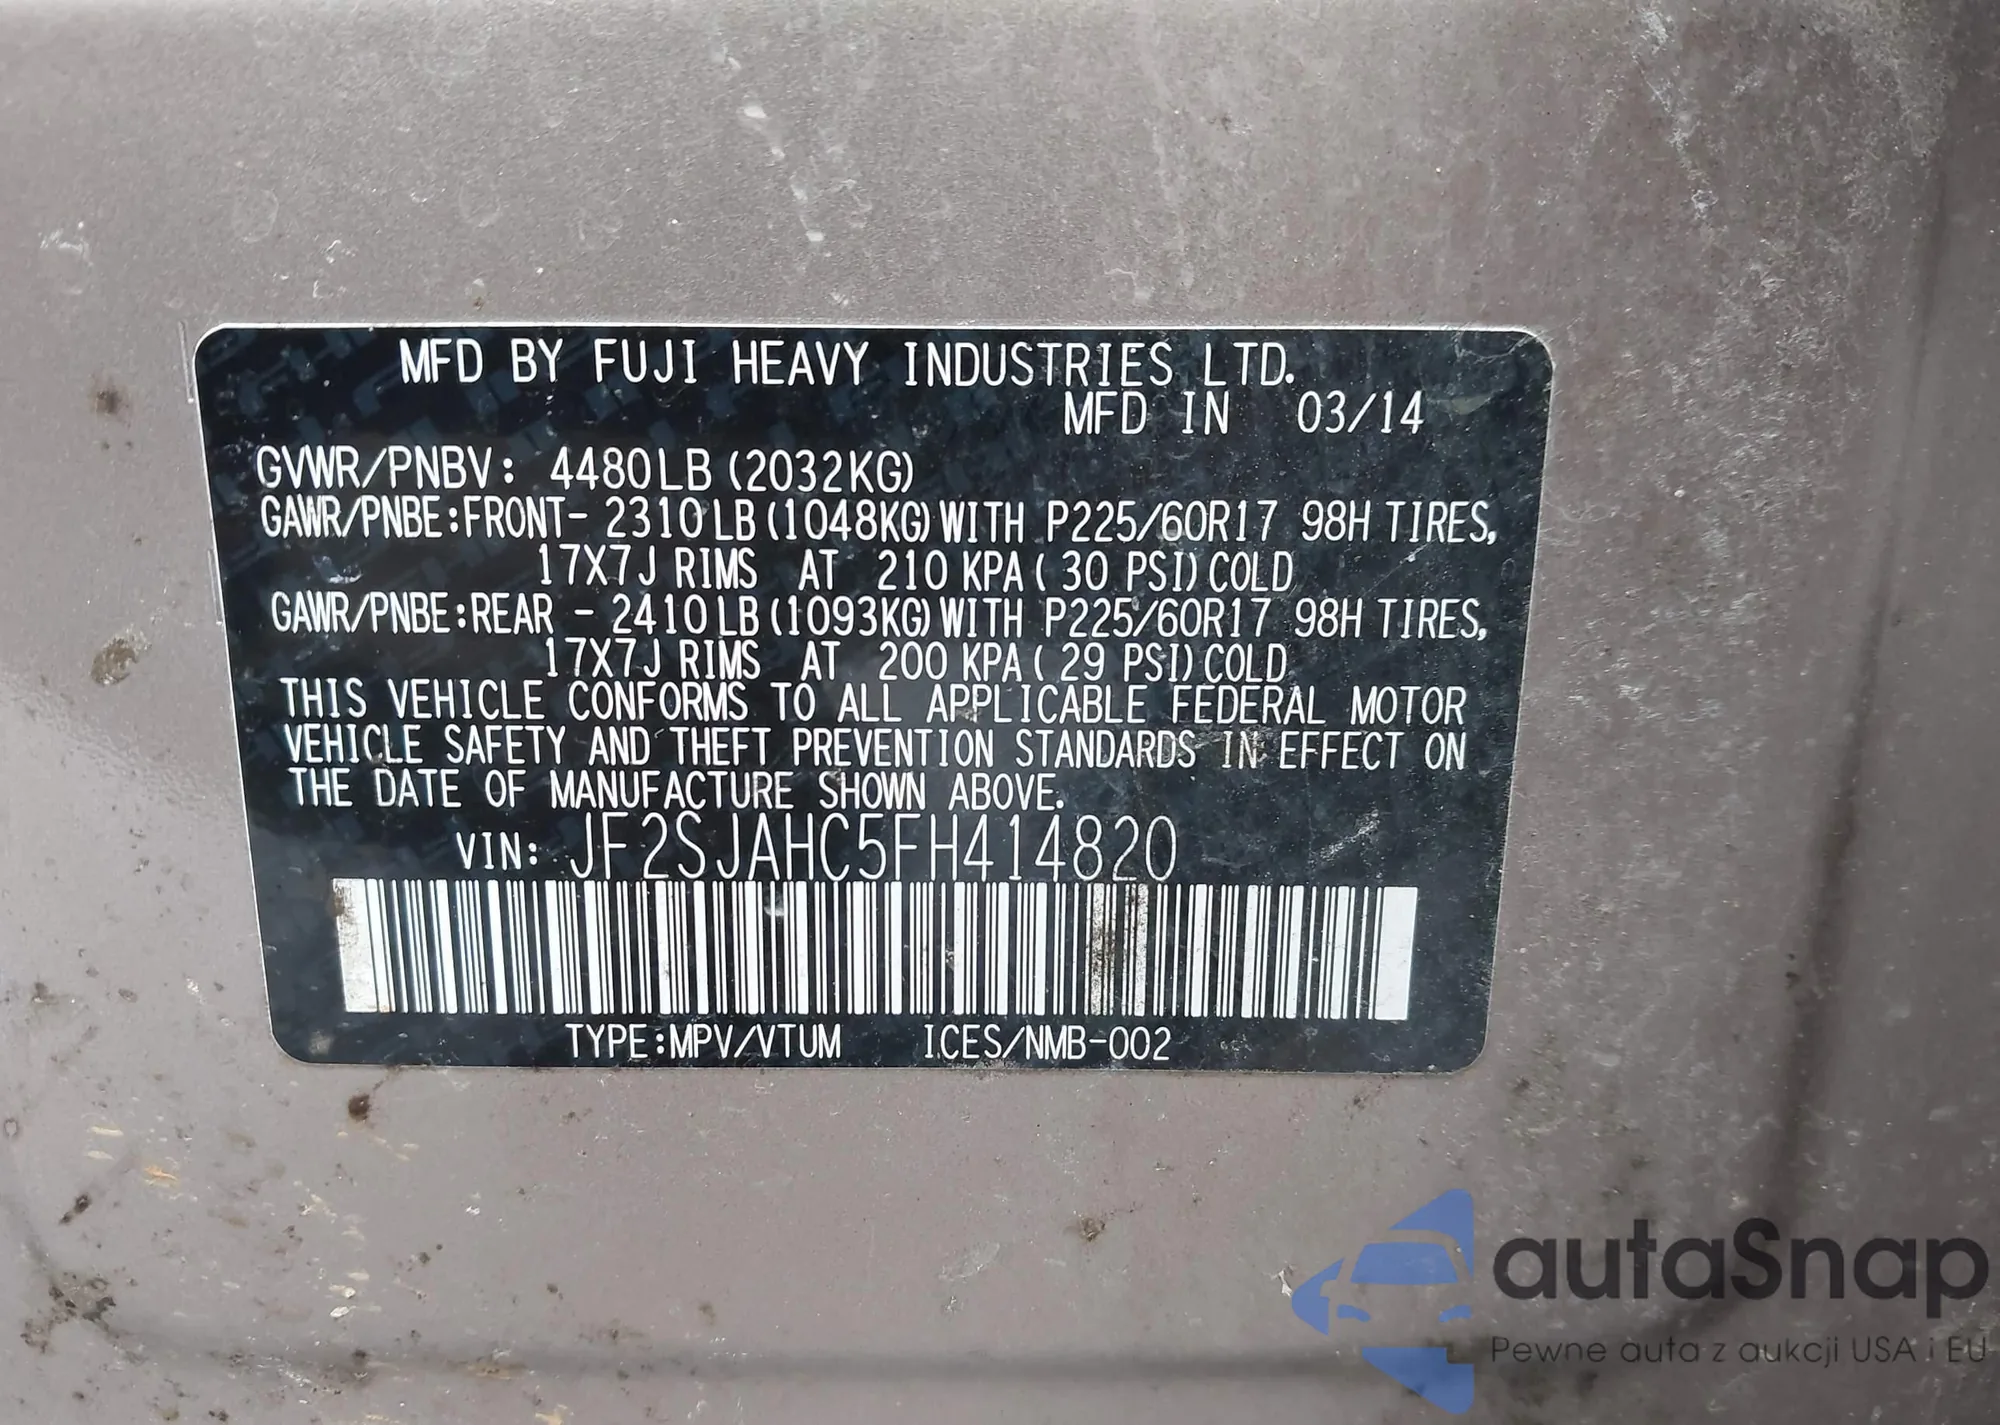 MFD BY FUJI HEAVY INDUSTRIES LTD.
MFD IN 03/14
GVWR/PNBV: 4480LB (2032KG)
GAWR/PNBE:FRONT- 2310LB(1048KG)WITH P225/60R17 98H TIRES,
17X7J RIMS AT 210 KPA( 30 PSI)COLD
GAWR/PNBE:REAR - 2410LB(1093KG)WITH P225/60R17 98H TIRES,
17X7J RIMS AT 200 KPA( 29 PSI)COLD
THIS VEHICLE CONFORMS TO ALL APPLICABLE FEDERAL MOTOR
VEHICLE SAFETY AND THEFT PREVENTION STANDARDS IN EFFECT ON
THE DATE OF MANUFACTURE SHOWN ABOVE.
VIN: JF2SJAHC5FH414820
TYPE:MPV/VTUM ICES/NMB-002
autaSnap
Pewne auta z aukcji USA i EU